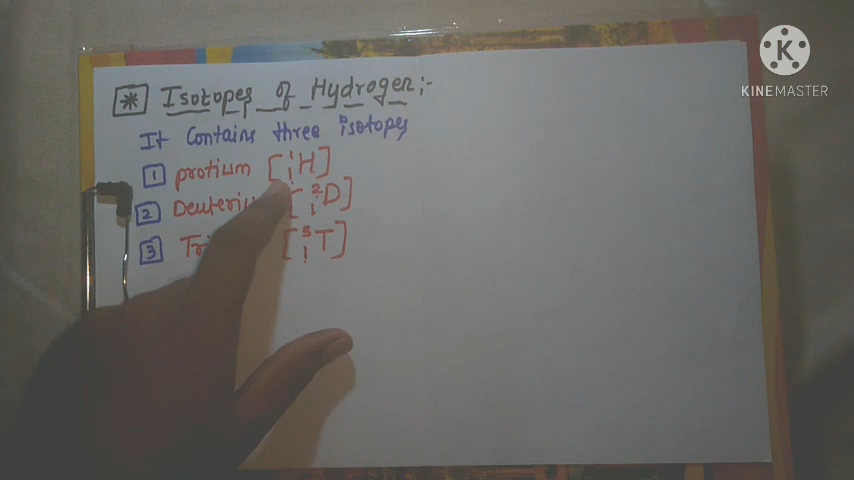 * Isotopes of Hydrogen:-
It Contains three isotopes
1 protium [¹₁H]
2 [²₁D]
3 [³₁T]
K
KINEMASTER